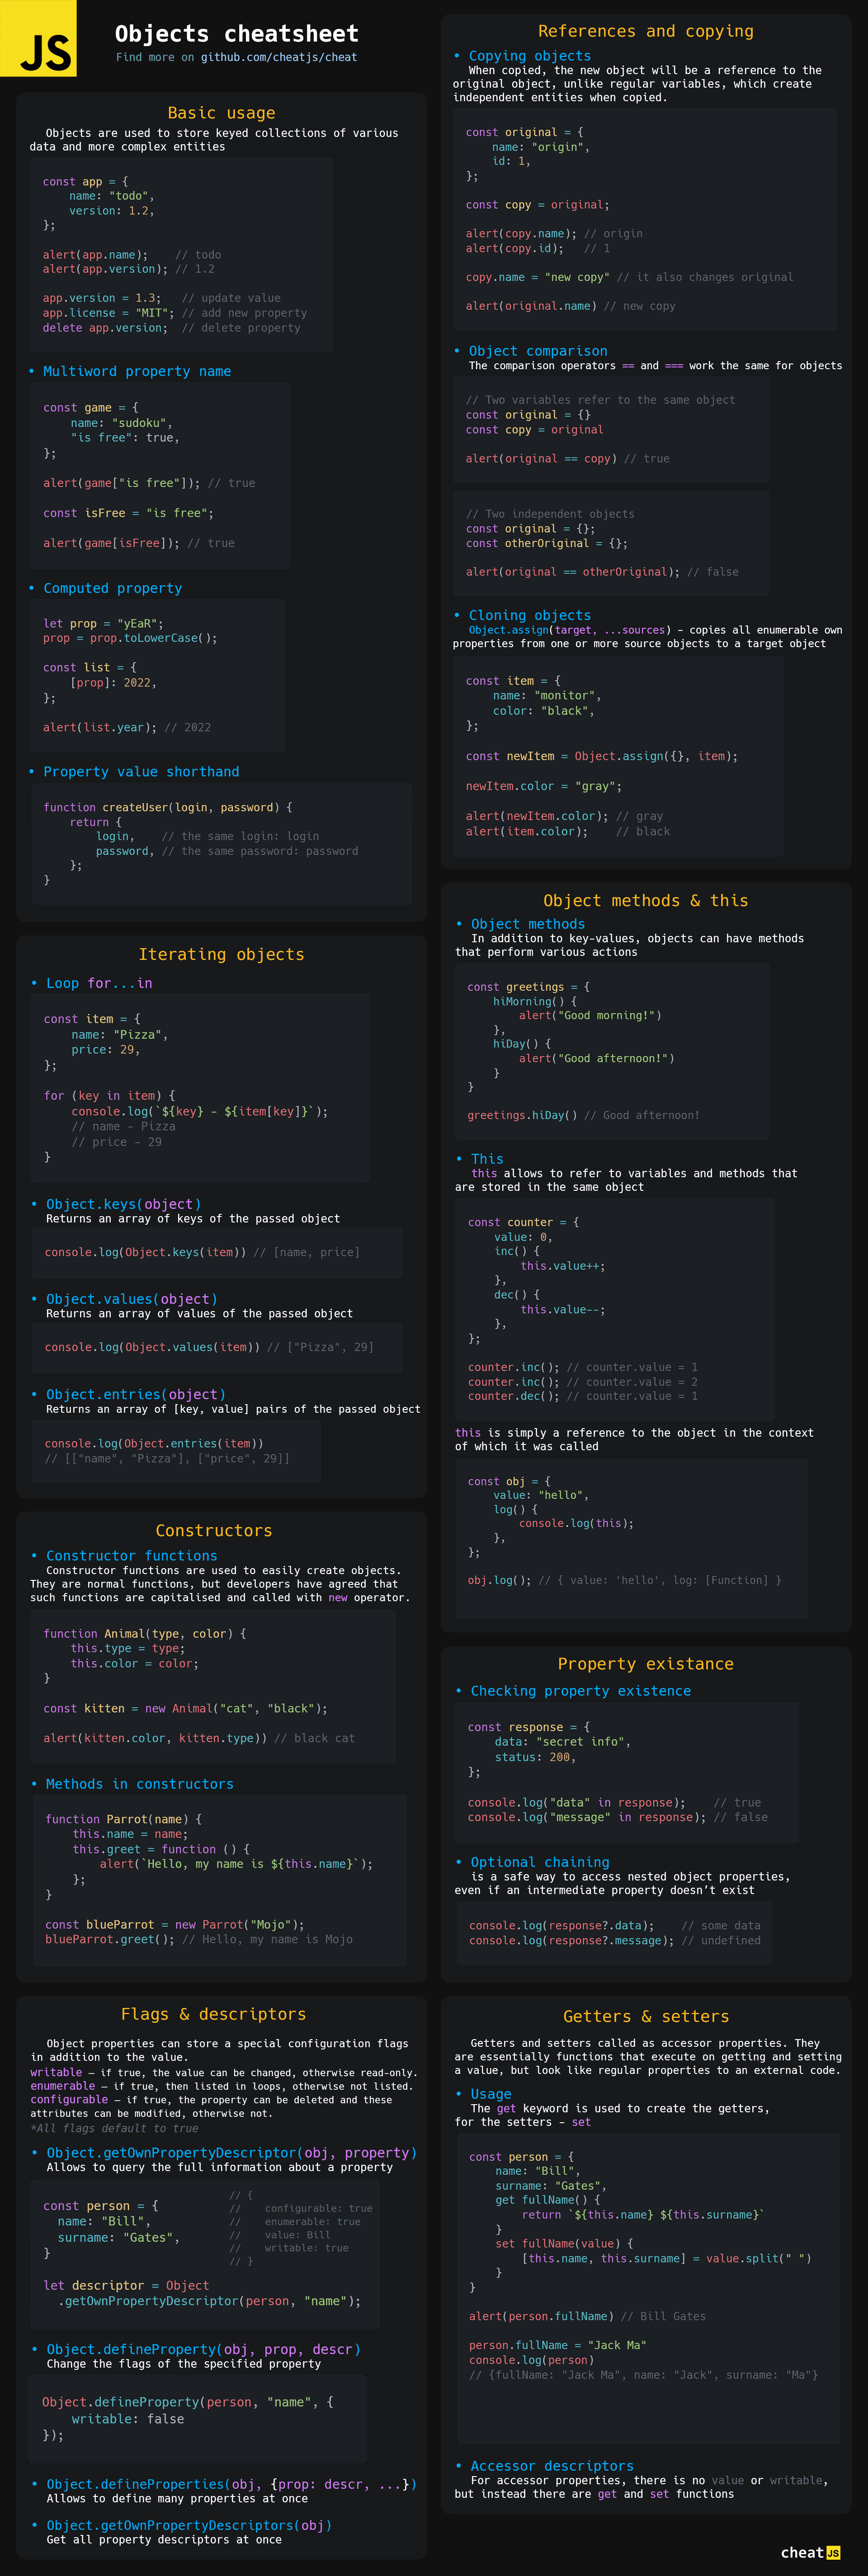 JS
Objects cheatsheet
Find more on github.com/cheatjs/cheat
Basic usage
Objects are used to store keyed collections of various
data and more complex entities
const app = {
    name: "todo",
    version: 1.2,
};
alert(app.name);    // todo
alert(app.version); // 1.2
app.version = 1.3;   // update value
app.license = "MIT"; // add new property
delete app.version;  // delete property
• Multiword property name
const game = {
    name: "sudoku",
    "is free": true,
};
alert(game["is free"]); // true
const isFree = "is free";
alert(game[isFree]); // true
• Computed property
let prop = "yEaR";
prop = prop.toLowerCase();
const list = {
    [prop]: 2022,
};
alert(list.year); // 2022
• Property value shorthand
function createUser(login, password) {
    return {
        login,    // the same login: login
        password, // the same password: password
    };
}
Iterating objects
• Loop for...in
const item = {
    name: "Pizza",
    price: 29,
};
for (key in item) {
    console.log(`${key} - ${item[key]}`);
    // name - Pizza
    // price - 29
}
• Object.keys(object)
Returns an array of keys of the passed object
console.log(Object.keys(item)) // [name, price]
• Object.values(object)
Returns an array of values of the passed object
console.log(Object.values(item)) // ["Pizza", 29]
• Object.entries(object)
Returns an array of [key, value] pairs of the passed object
console.log(Object.entries(item))
// [["name", "Pizza"], ["price", 29]]
Constructors
• Constructor functions
Constructor functions are used to easily create objects.
They are normal functions, but developers have agreed that
such functions are capitalised and called with new operator.
function Animal(type, color) {
    this.type = type;
    this.color = color;
}
const kitten = new Animal("cat", "black");
alert(kitten.color, kitten.type)) // black cat
• Methods in constructors
function Parrot(name) {
    this.name = name;
    this.greet = function () {
        alert(`Hello, my name is ${this.name}`);
    };
}
const blueParrot = new Parrot("Mojo");
blueParrot.greet(); // Hello, my name is Mojo
Flags & descriptors
Object properties can store a special configuration flags
in addition to the value.
writable — if true, the value can be changed, otherwise read-only.
enumerable — if true, then listed in loops, otherwise not listed.
configurable — if true, the property can be deleted and these
attributes can be modified, otherwise not.
*All flags default to true
• Object.getOwnPropertyDescriptor(obj, property)
Allows to query the full information about a property
const person = {
  name: "Bill",
  surname: "Gates",
}
let descriptor = Object
  .getOwnPropertyDescriptor(person, "name");
// {
//    configurable: true
//    enumerable: true
//    value: Bill
//    writable: true
// }
• Object.defineProperty(obj, prop, descr)
Change the flags of the specified property
Object.defineProperty(person, "name", {
    writable: false
});
• Object.defineProperties(obj, {prop: descr, ...})
Allows to define many properties at once
• Object.getOwnPropertyDescriptors(obj)
Get all property descriptors at once
References and copying
• Copying objects
When copied, the new object will be a reference to the
original object, unlike regular variables, which create
independent entities when copied.
const original = {
    name: "origin",
    id: 1,
};
const copy = original;
alert(copy.name); // origin
alert(copy.id);   // 1
copy.name = "new copy" // it also changes original
alert(original.name) // new copy
• Object comparison
The comparison operators == and === work the same for objects
// Two variables refer to the same object
const original = {}
const copy = original
alert(original == copy) // true
// Two independent objects
const original = {};
const otherOriginal = {};
alert(original == otherOriginal); // false
• Cloning objects
Object.assign(target, ...sources) - copies all enumerable own
properties from one or more source objects to a target object
const item = {
    name: "monitor",
    color: "black",
};
const newItem = Object.assign({}, item);
newItem.color = "gray";
alert(newItem.color); // gray
alert(item.color);    // black
Object methods & this
• Object methods
In addition to key-values, objects can have methods
that perform various actions
const greetings = {
    hiMorning() {
        alert("Good morning!")
    },
    hiDay() {
        alert("Good afternoon!")
    }
}
greetings.hiDay() // Good afternoon!
• This
this allows to refer to variables and methods that
are stored in the same object
const counter = {
    value: 0,
    inc() {
        this.value++;
    },
    dec() {
        this.value--;
    },
};
counter.inc(); // counter.value = 1
counter.inc(); // counter.value = 2
counter.dec(); // counter.value = 1
this is simply a reference to the object in the context
of which it was called
const obj = {
    value: "hello",
    log() {
        console.log(this);
    },
};
obj.log(); // { value: 'hello', log: [Function] }
Property existance
• Checking property existence
const response = {
    data: "secret info",
    status: 200,
};
console.log("data" in response);    // true
console.log("message" in response); // false
• Optional chaining
is a safe way to access nested object properties,
even if an intermediate property doesn’t exist
console.log(response?.data);    // some data
console.log(response?.message); // undefined
Getters & setters
Getters and setters called as accessor properties. They
are essentially functions that execute on getting and setting
a value, but look like regular properties to an external code.
• Usage
The get keyword is used to create the getters,
for the setters - set
const person = {
    name: "Bill",
    surname: "Gates",
    get fullName() {
        return `${this.name} ${this.surname}`
    }
    set fullName(value) {
        [this.name, this.surname] = value.split(" ")
    }
}
alert(person.fullName) // Bill Gates
person.fullName = "Jack Ma"
console.log(person)
// {fullName: "Jack Ma", name: "Jack", surname: "Ma"}
• Accessor descriptors
For accessor properties, there is no value or writable,
but instead there are get and set functions
cheat JS